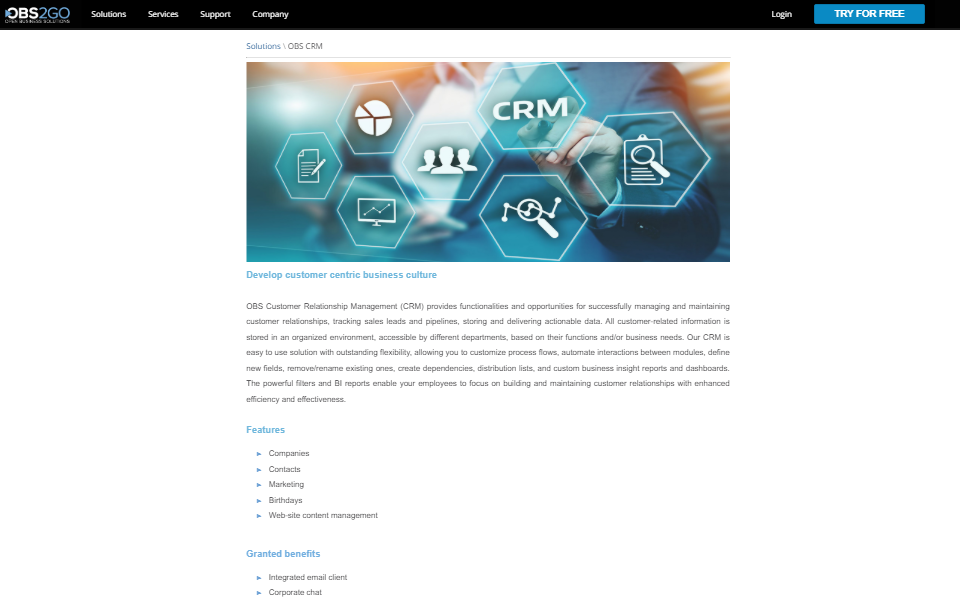 OBS2GO
OPEN BUSINESS SOLUTIONS
Solutions Services Support Company Login TRY FOR FREE
Solutions \ OBS CRM
CRM
Develop customer centric business culture
OBS Customer Relationship Management (CRM) provides functionalities and opportunities for successfully managing and maintaining
customer relationships, tracking sales leads and pipelines, storing and delivering actionable data. All customer-related information is
stored in an organized environment, accessible by different departments, based on their functions and/or business needs. Our CRM is
easy to use solution with outstanding flexibility, allowing you to customize process flows, automate interactions between modules, define
new fields, remove/rename existing ones, create dependencies, distribution lists, and custom business insight reports and dashboards.
The powerful filters and BI reports enable your employees to focus on building and maintaining customer relationships with enhanced
efficiency and effectiveness.
Features
Companies
Contacts
Marketing
Birthdays
Web-site content management
Granted benefits
Integrated email client
Corporate chat